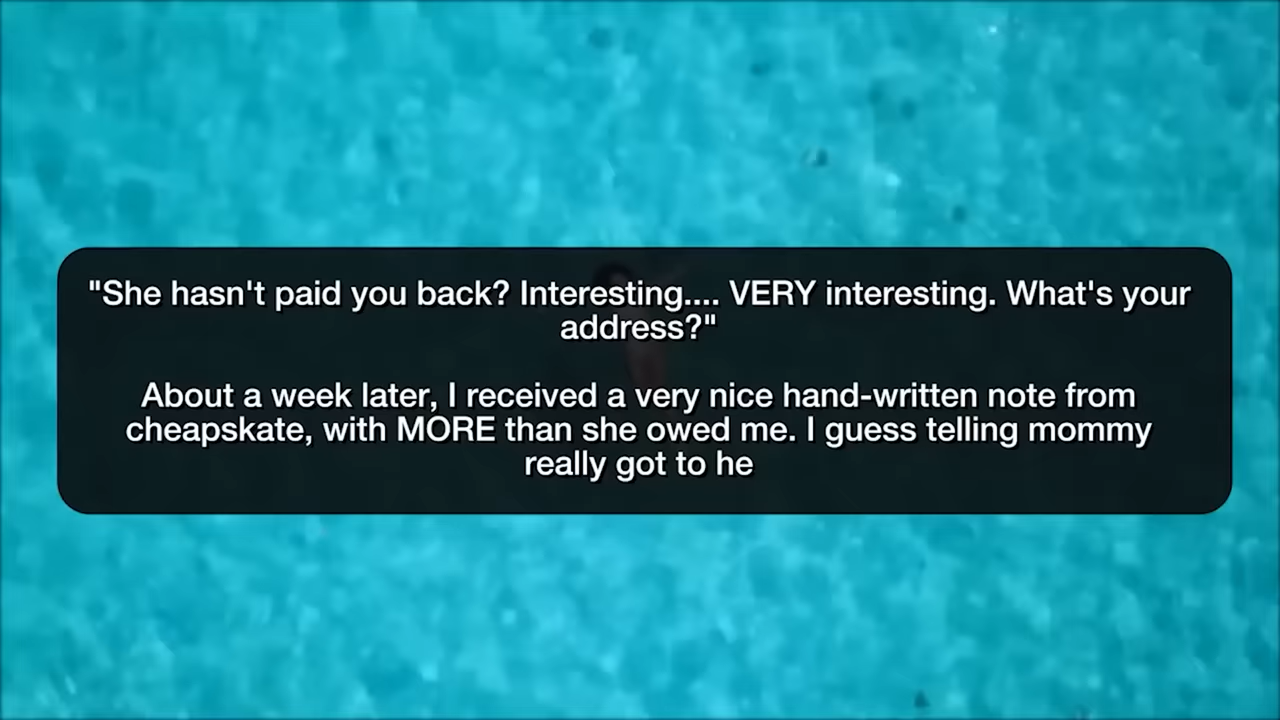 "She hasn't paid you back? Interesting.... VERY interesting. What's your
address?"
About a week later, I received a very nice hand-written note from
cheapskate, with MORE than she owed me. I guess telling mommy
really got to he